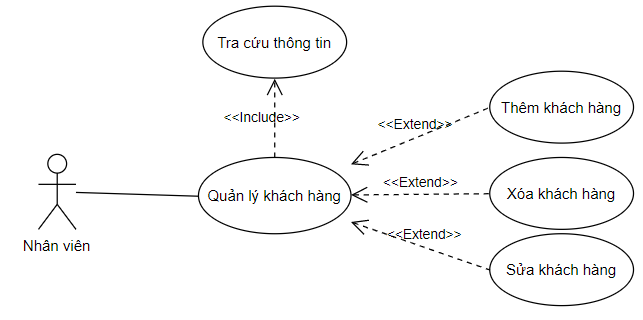 Tra cứu thông tin
<<Include>>
Thêm khách hàng
<<Extend>>
Nhân viên
Quản lý khách hàng
<<Extend>>
Xóa khách hàng
<<Extend>>
Sửa khách hàng